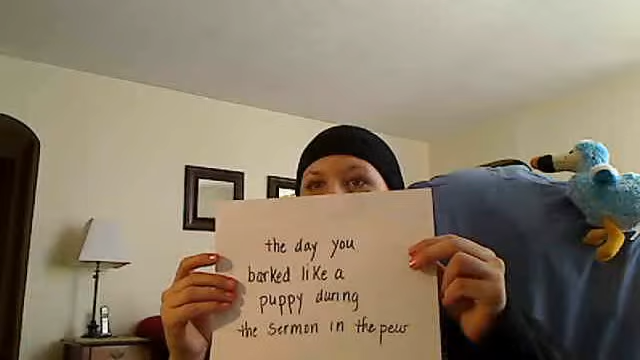 the day you
barked like a
puppy during
the sermon in the pew